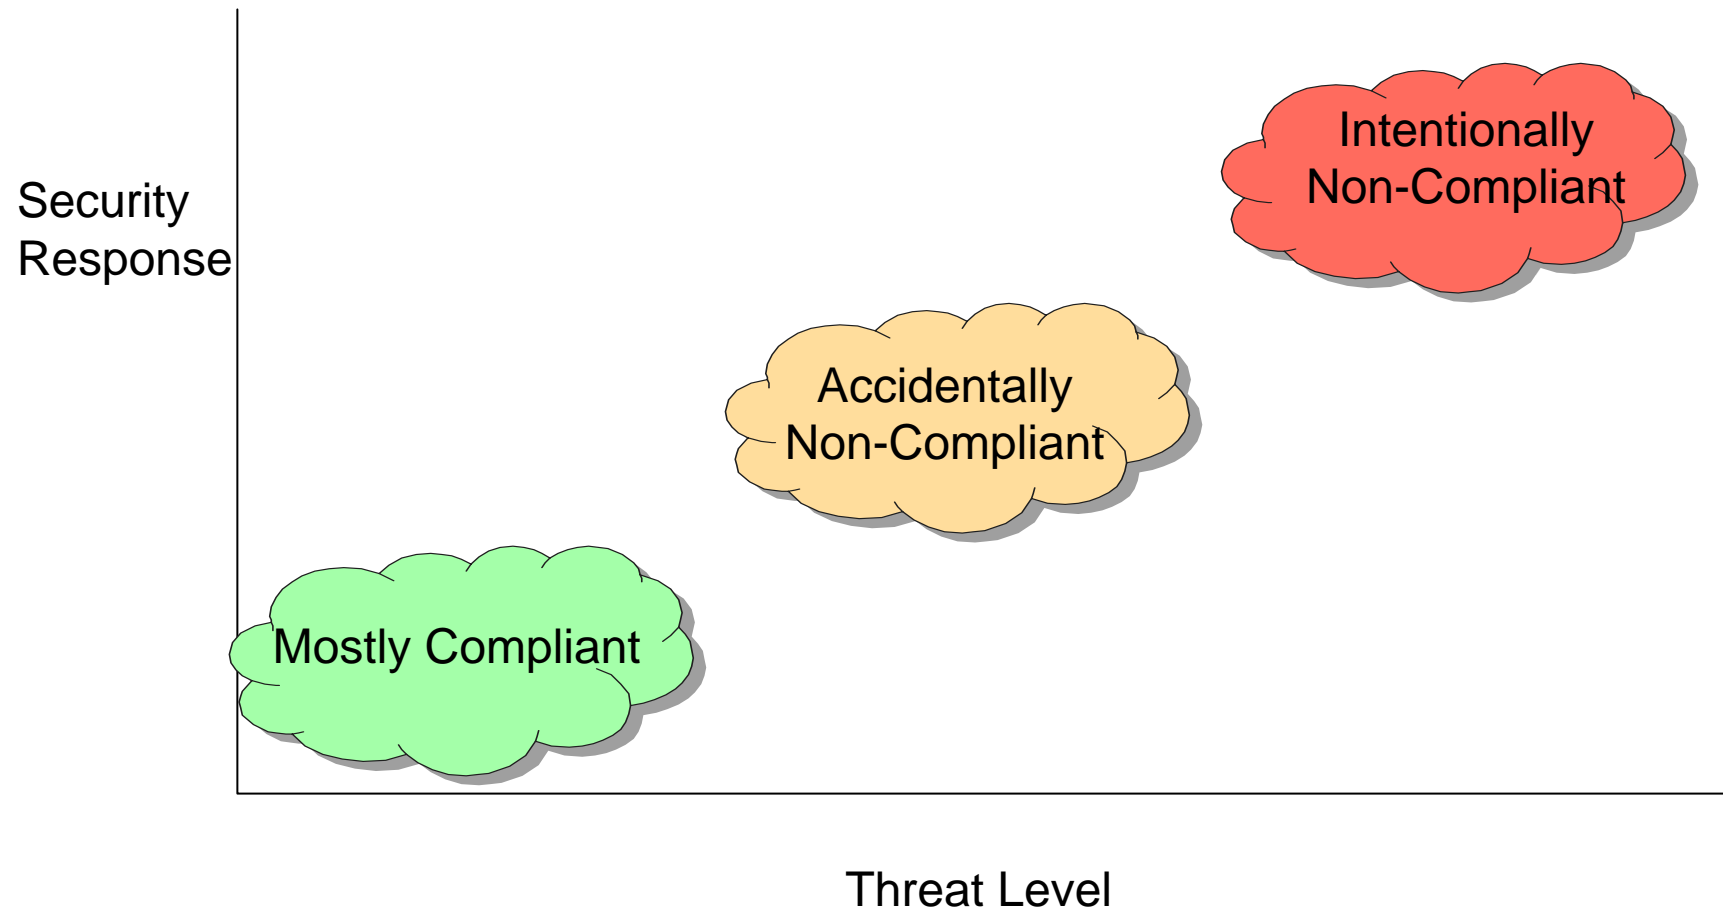 Intentionally
Non-Compliant
Security
Response
Accidentally
Non-Compliant
Mostly Compliant
Threat Level